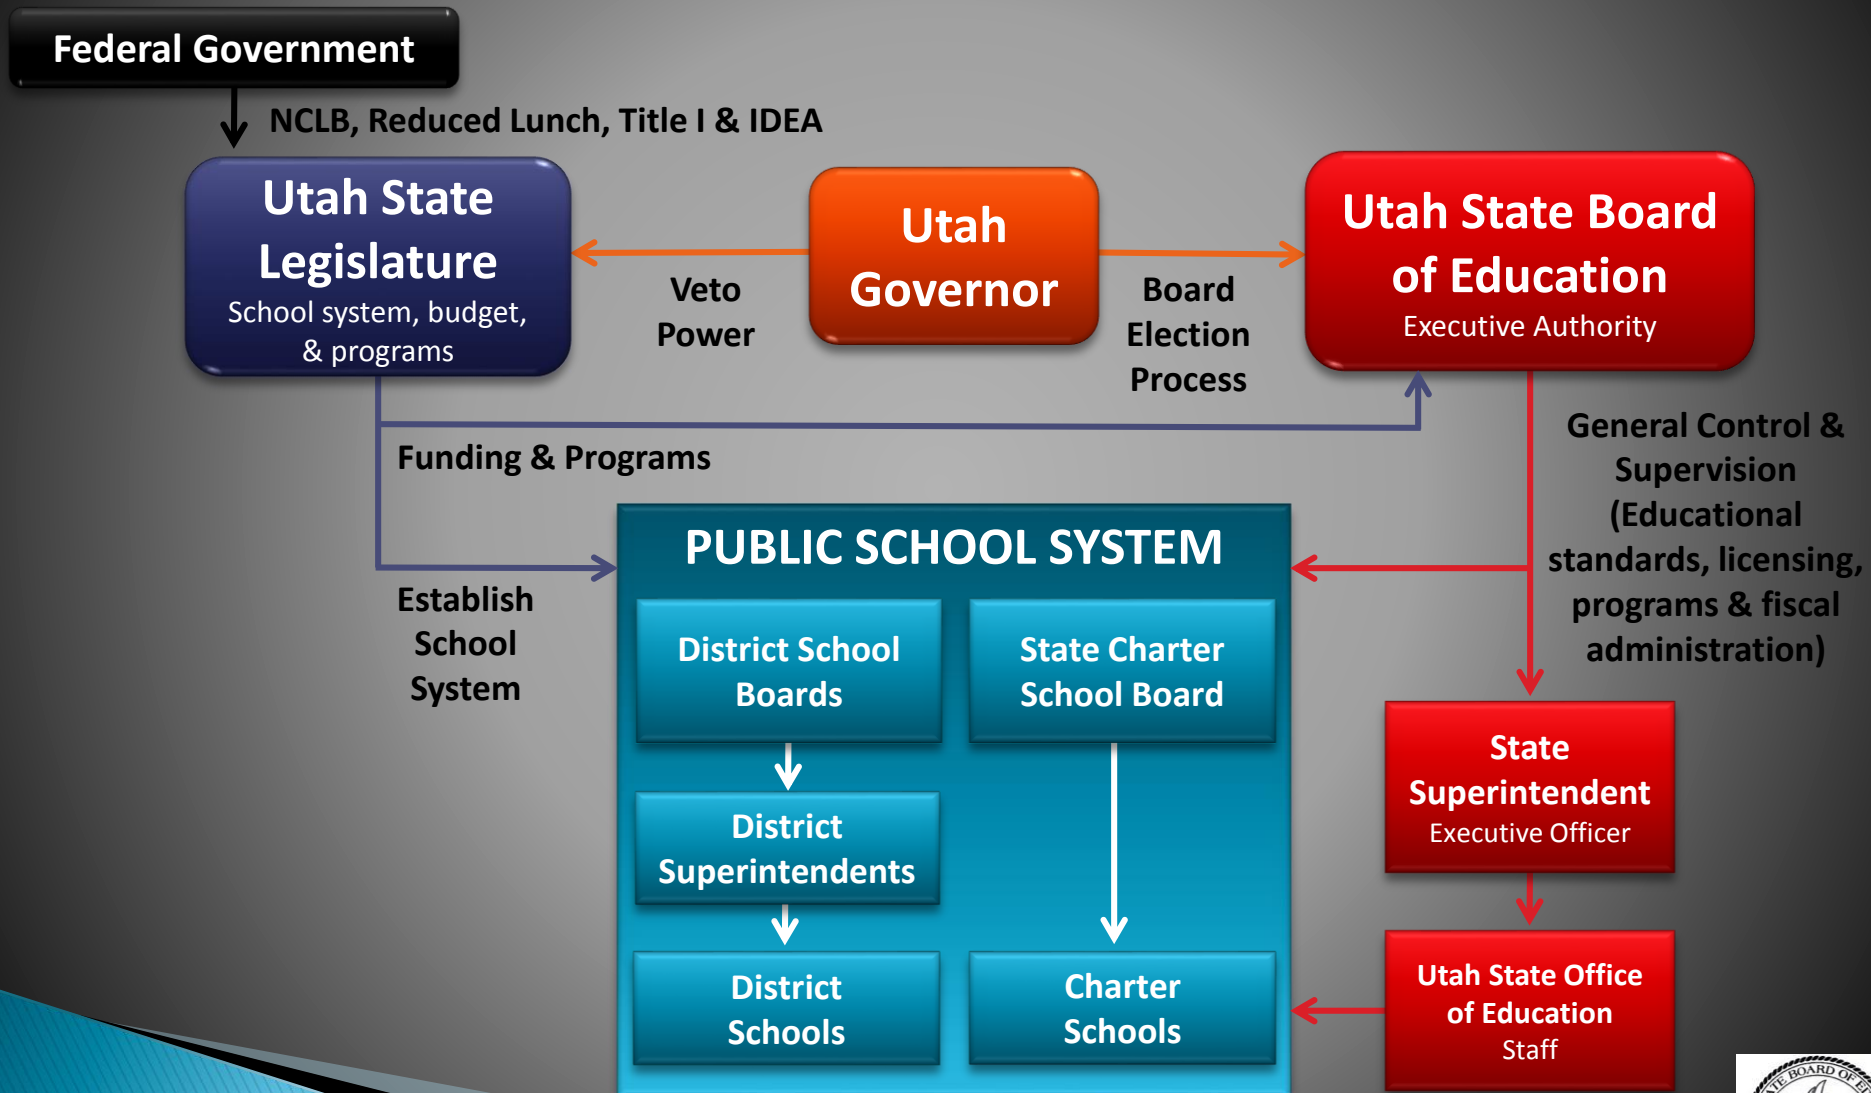 Federal Government
NCLB, Reduced Lunch, Title I & IDEA
Utah State
Legislature
School system, budget,
& programs
Veto
Power
Utah
Governor
Board
Election
Process
Utah State Board
of Education
Executive Authority
Funding & Programs
General Control &
Supervision
(Educational
standards, licensing,
programs & fiscal
administration)
Establish
School
System
PUBLIC SCHOOL SYSTEM
District School
Boards
State Charter
School Board
District
Superintendents
District
Schools
Charter
Schools
State
Superintendent
Executive Officer
Utah State Office
of Education
Staff
BOARD OF